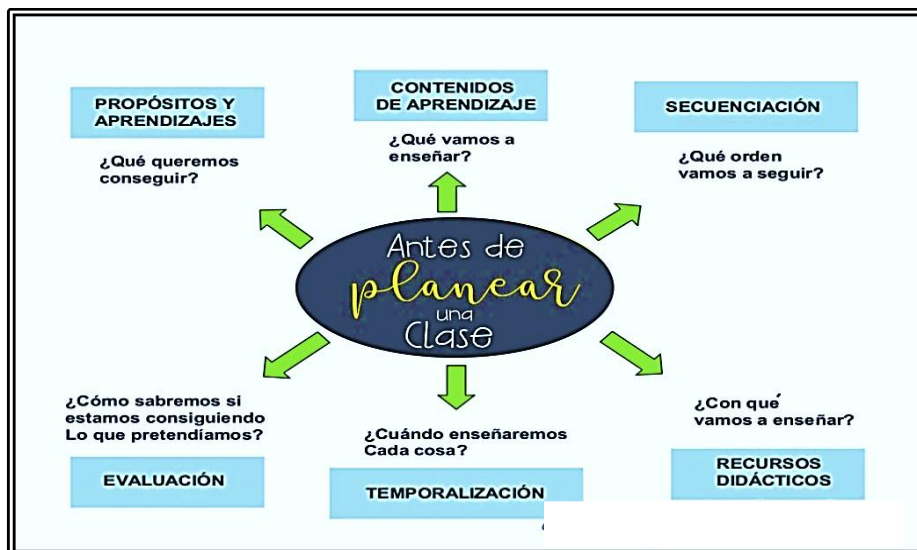 PROPÓSITOS Y
APRENDIZAJES
¿Qué queremos
conseguir?
CONTENIDOS
DE APRENDIZAJE
¿Qué vamos a
enseñar?
SECUENCIACIÓN
¿Qué orden
vamos a seguir?
Antes de
planear
una
Clase
¿Cómo sabremos si
estamos consiguiendo
Lo que pretendíamos?
EVALUACIÓN
¿Cuándo enseñaremos
Cada cosa?
TEMPORALIZACIÓN
¿Con qué
vamos a enseñar?
RECURSOS
DIDÁCTICOS